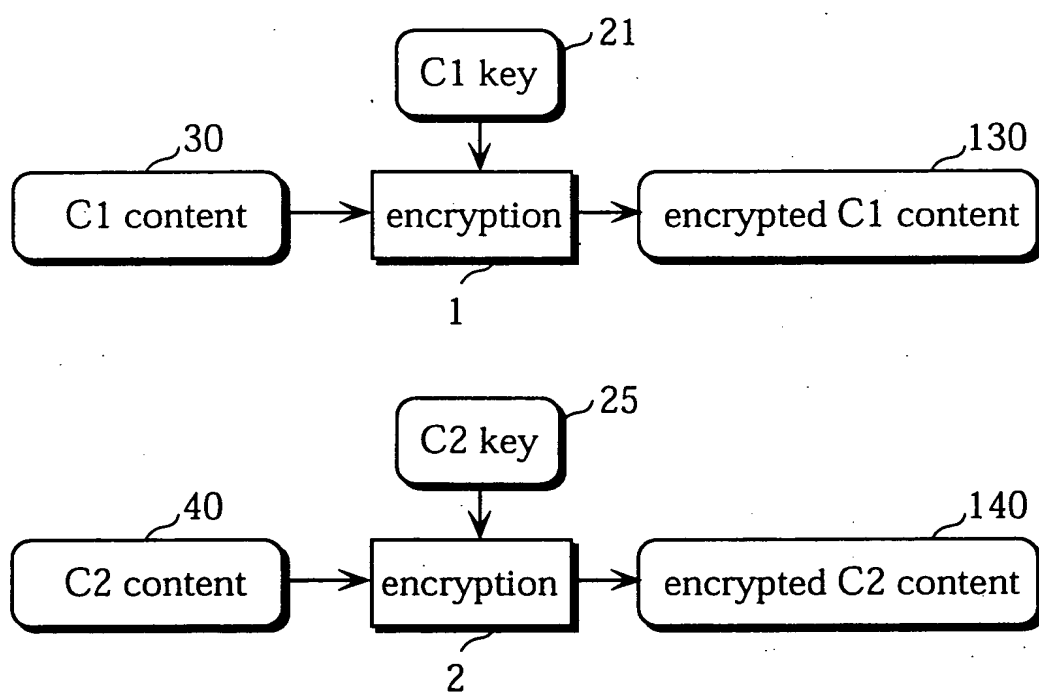 21
C1 key
30
130
C1 content
encryption
encrypted C1 content
1
25
C2 key
40
140
C2 content
encryption
encrypted C2 content
2